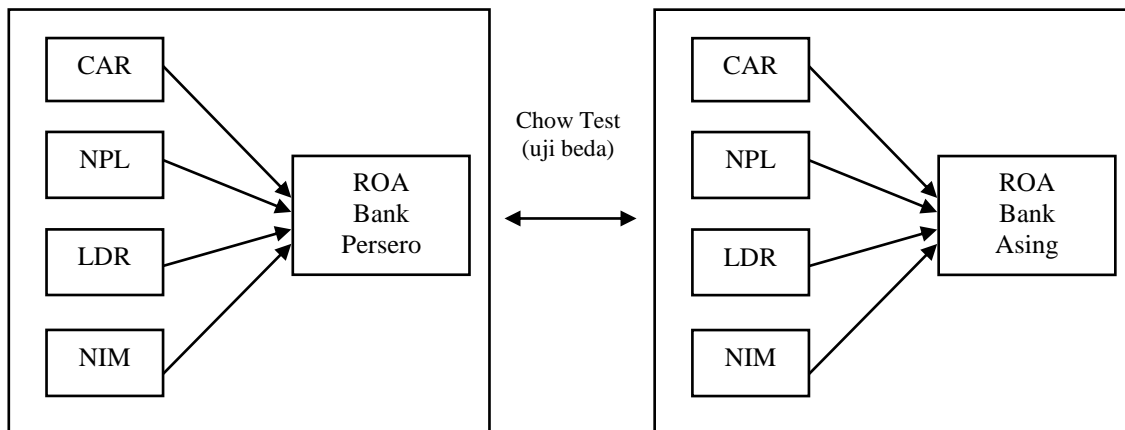 CAR
NPL
LDR
NIM
ROA
Bank
Persero
Chow Test
(uji beda)
CAR
NPL
LDR
NIM
ROA
Bank
Asing